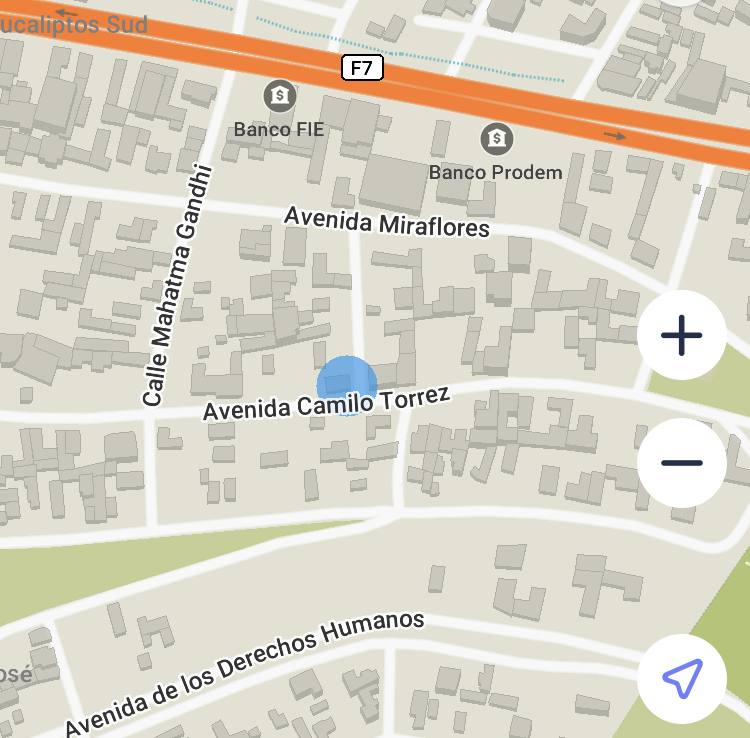 ucaliptos Sud
F7
Banco FIE
Banco Prodem
Calle Mahatma Gandhi
Avenida Miraflores
Avenida Camilo Torrez
Avenida de los Derechos Humanos
osé